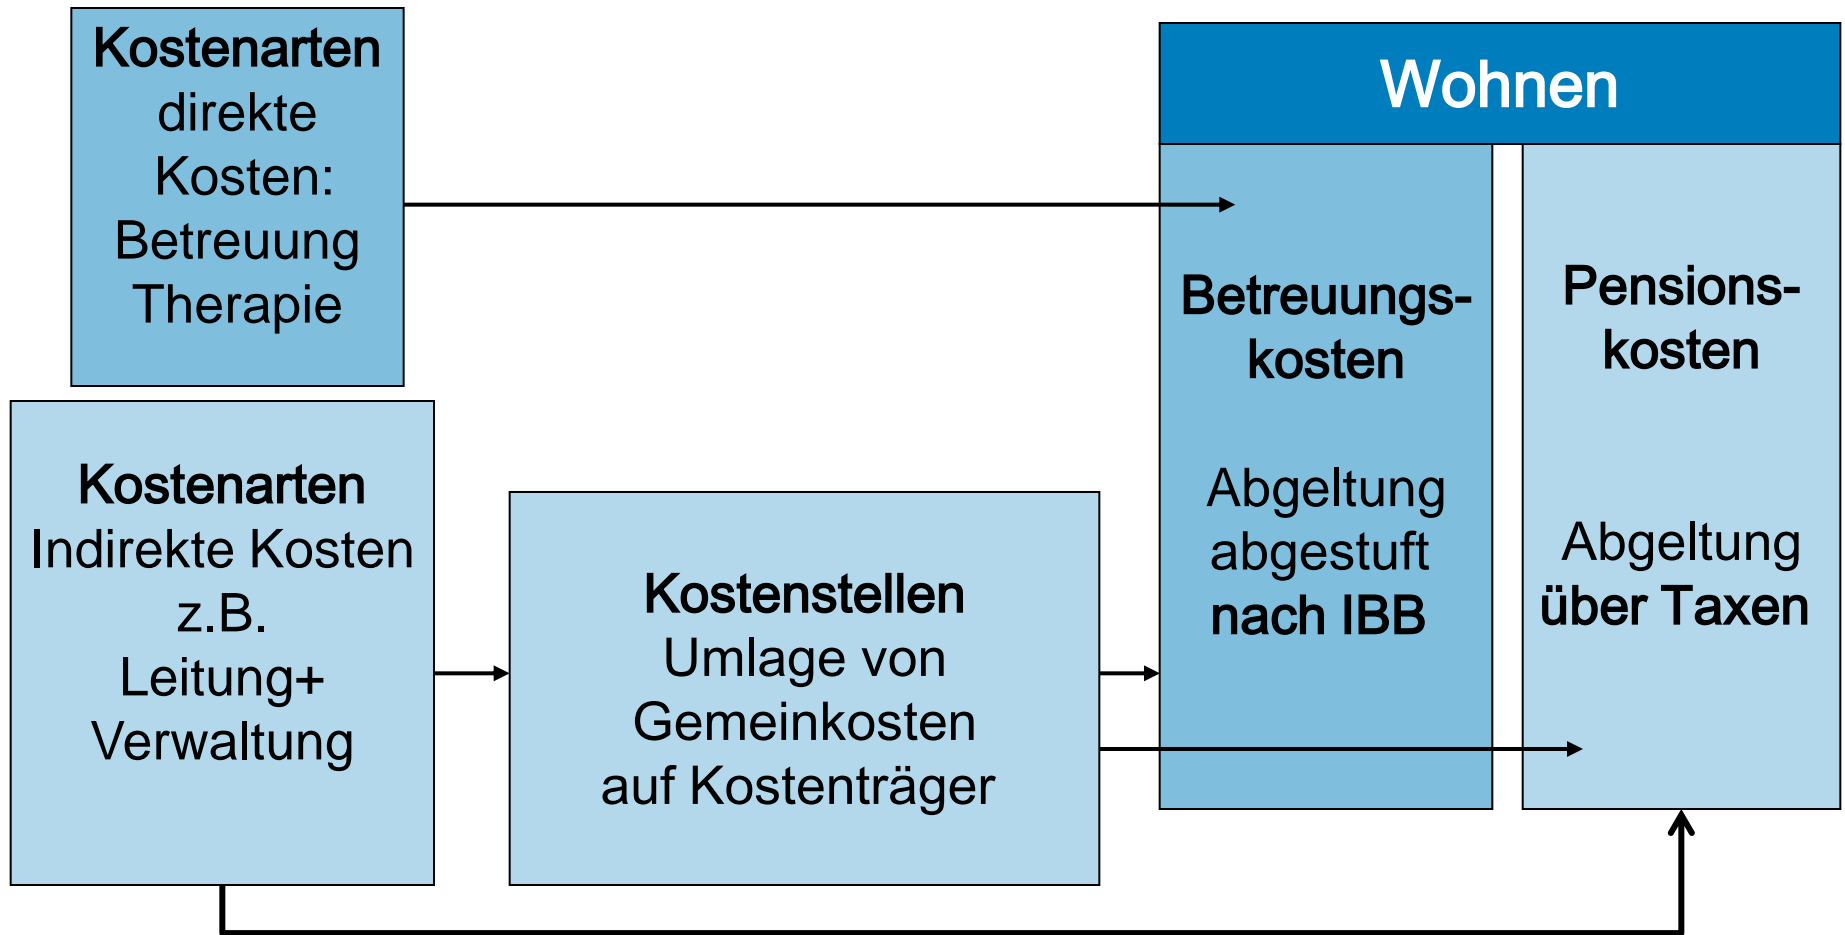 Kostenarten
direkte
Kosten:
Betreuung
Therapie
Kostenarten
Indirekte Kosten
z.B.
Leitung+
Verwaltung
Kostenstellen
Umlage von
Gemeinkosten
auf Kostenträger
Wohnen
Betreuungs-
kosten
Abgeltung
abgestuft
nach IBB
Pensions-
kosten
Abgeltung
über Taxen